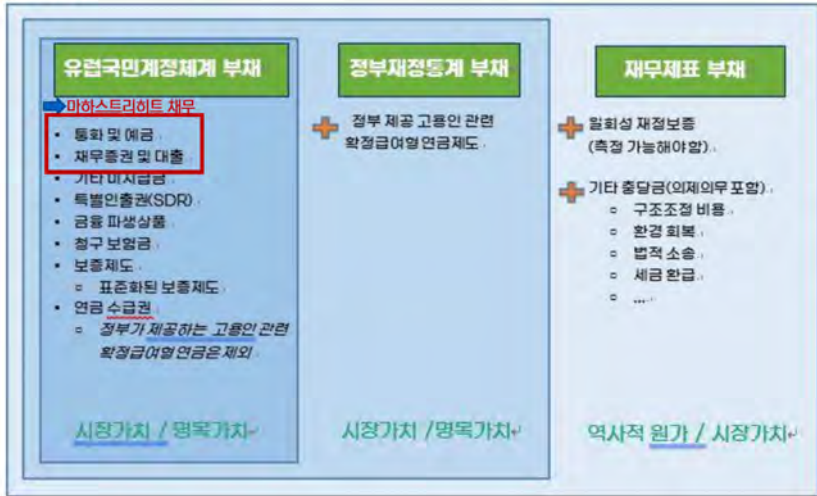 유럽국민계정체계 부채
➡마하스트리히트 채무
• 통화 및 예금
• 채무증권 및 대출
• 기타 미지급금
• 특별인출권(SDR)
• 금융 파생상품
• 청구 보험금
• 보증제도
▫ 표준화된 보증제도
• 연금 수급권
▫ 정부가 제공하는 고용인 관련
확정급여형 연금은 제외
시장가치 / 명목가치
정부재정통계 부채
➕ 정부 제공 고용인 관련
확정급여형 연금제도
시장가치 /명목가치
재무제표 부채
➕ 일회성 재정보증
(측정 가능해야함)
➕ 기타 충당금(의제의무 포함)
▫ 구조조정 비용
▫ 환경 회복
▫ 법적 소송
▫ 세금 환급
▫ ...
역사적 원가 / 시장가치